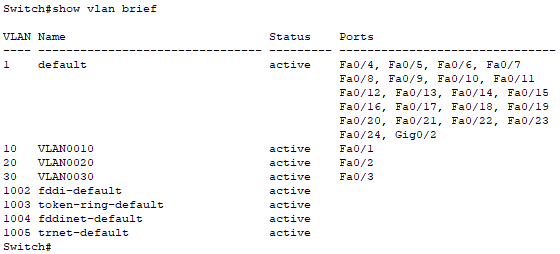 Switch#show vlan brief
VLAN Name Status Ports
---- -------------------------------- --------- -------------------------------
1 default active Fa0/4, Fa0/5, Fa0/6, Fa0/7
Fa0/8, Fa0/9, Fa0/10, Fa0/11
Fa0/12, Fa0/13, Fa0/14, Fa0/15
Fa0/16, Fa0/17, Fa0/18, Fa0/19
Fa0/20, Fa0/21, Fa0/22, Fa0/23
Fa0/24, Gig0/2
10 VLAN0010 active Fa0/1
20 VLAN0020 active Fa0/2
30 VLAN0030 active Fa0/3
1002 fddi-default active
1003 token-ring-default active
1004 fddinet-default active
1005 trnet-default active
Switch#